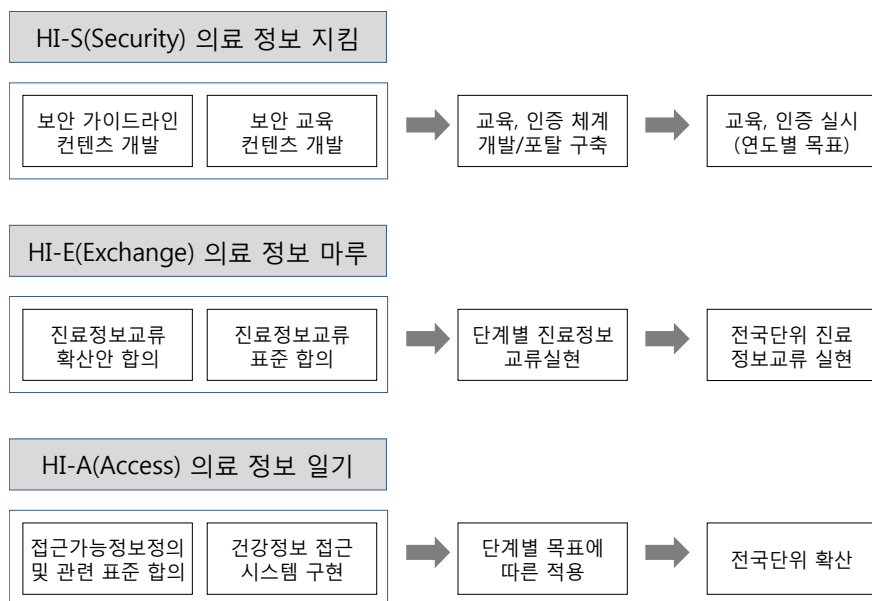 HI-S(Security) 의료 정보 지킴
보안 가이드라인
컨텐츠 개발
보안 교육
컨텐츠 개발
교육, 인증 체계
개발/포탈 구축
교육, 인증 실시
(연도별 목표)
HI-E(Exchange) 의료 정보 마루
진료정보교류
확산안 합의
진료정보교류
표준 합의
단계별 진료정보
교류실현
전국단위 진료
정보교류 실현
HI-A(Access) 의료 정보 일기
접근가능정보정의
및 관련 표준 합의
건강정보 접근
시스템 구현
단계별 목표에
따른 적용
전국단위 확산